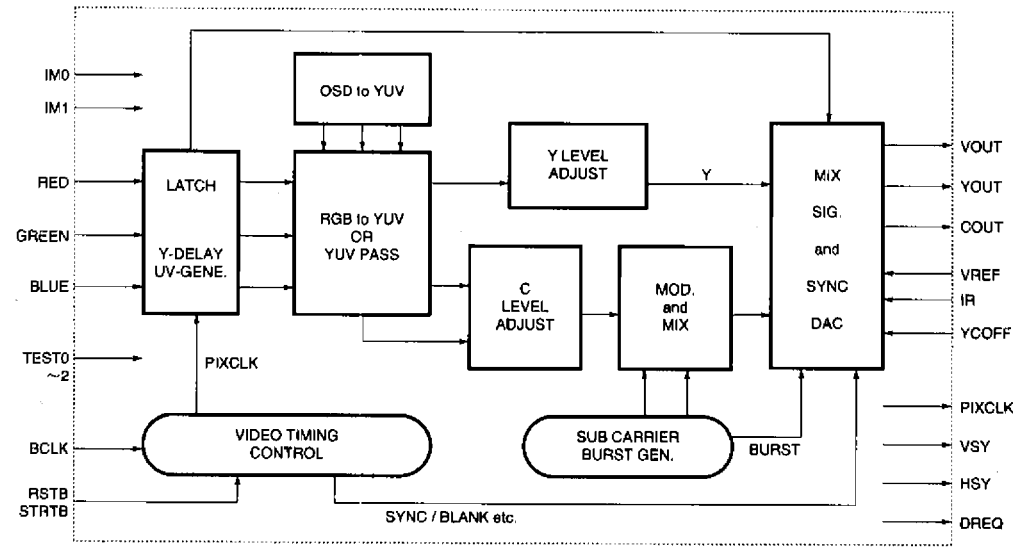 IM0
IM1
RED
GREEN
BLUE
TEST0
~2
BCLK
RSTB
STRTB
OSD to YUV
LATCH
Y-DELAY
UV-GENE.
RGB to YUV
OR
YUV PASS
Y LEVEL
ADJUST
Y
C
LEVEL
ADJUST
MOD.
and
MIX
MIX
SIG.
and
SYNC
DAC
PIXCLK
VIDEO TIMING
CONTROL
SUB CARRIER
BURST GEN.
BURST
SYNC / BLANK etc.
VOUT
YOUT
COUT
VREF
IR
YCOFF
PIXCLK
VSY
HSY
DREQ